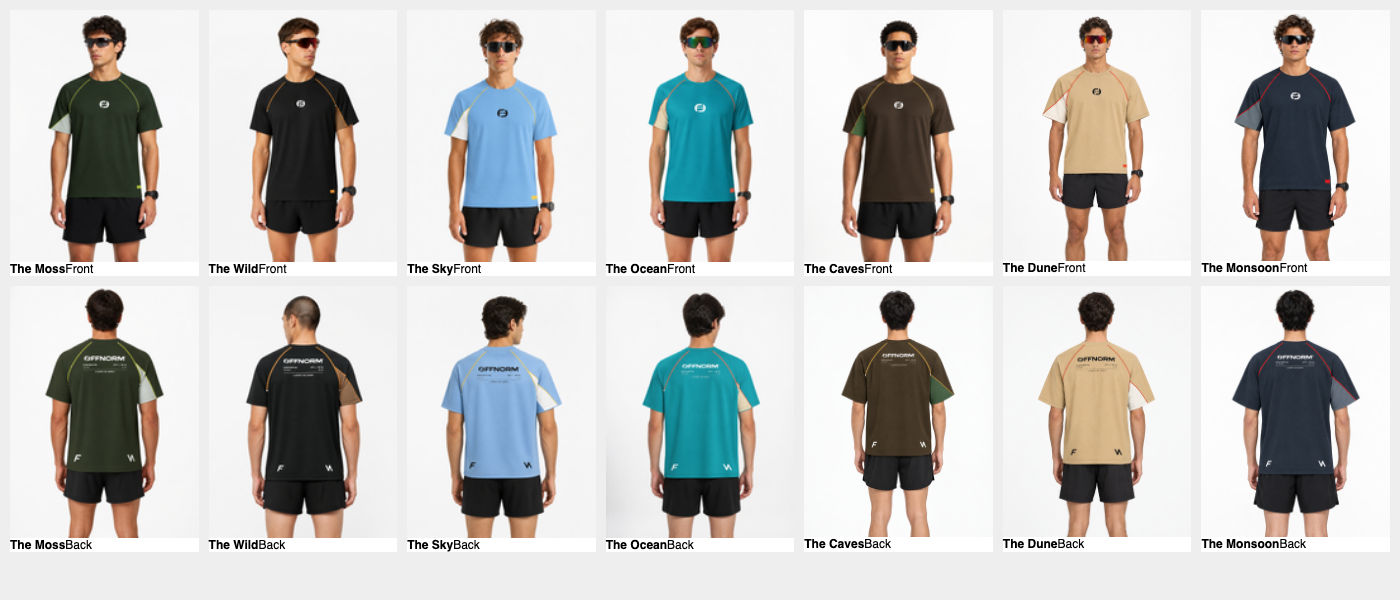 The MossFront
The WildFront
The SkyFront
The OceanFront
The CavesFront
The DuneFront
The MonsoonFront
OFFNORM
OFFNORM
OFFNORM
OFFNORM
OFFNORM
OFFNORM
OFFNORM
The MossBack
The WildBack
The SkyBack
The OceanBack
The CavesBack
The DuneBack
The MonsoonBack